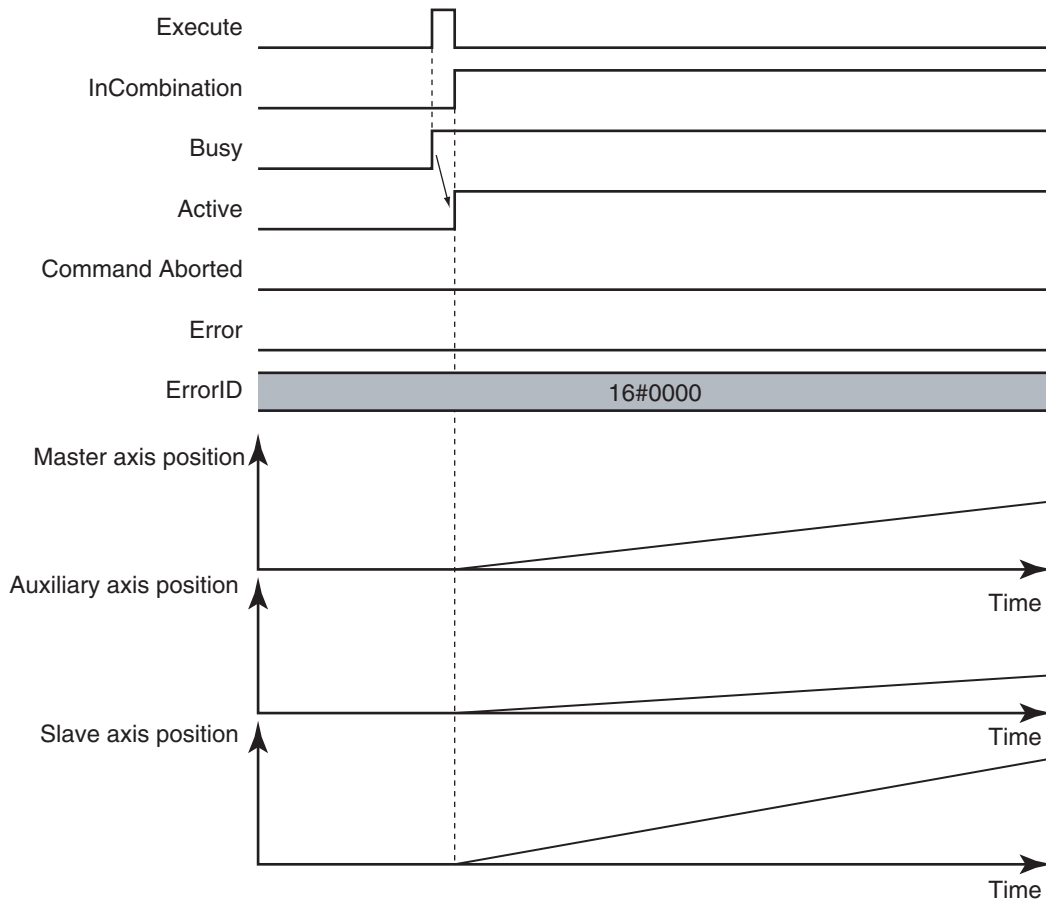 Execute
InCombination
Busy
Active
Command Aborted
Error
ErrorID
16#0000
Master axis position
Time
Auxiliary axis position
Time
Slave axis position
Time